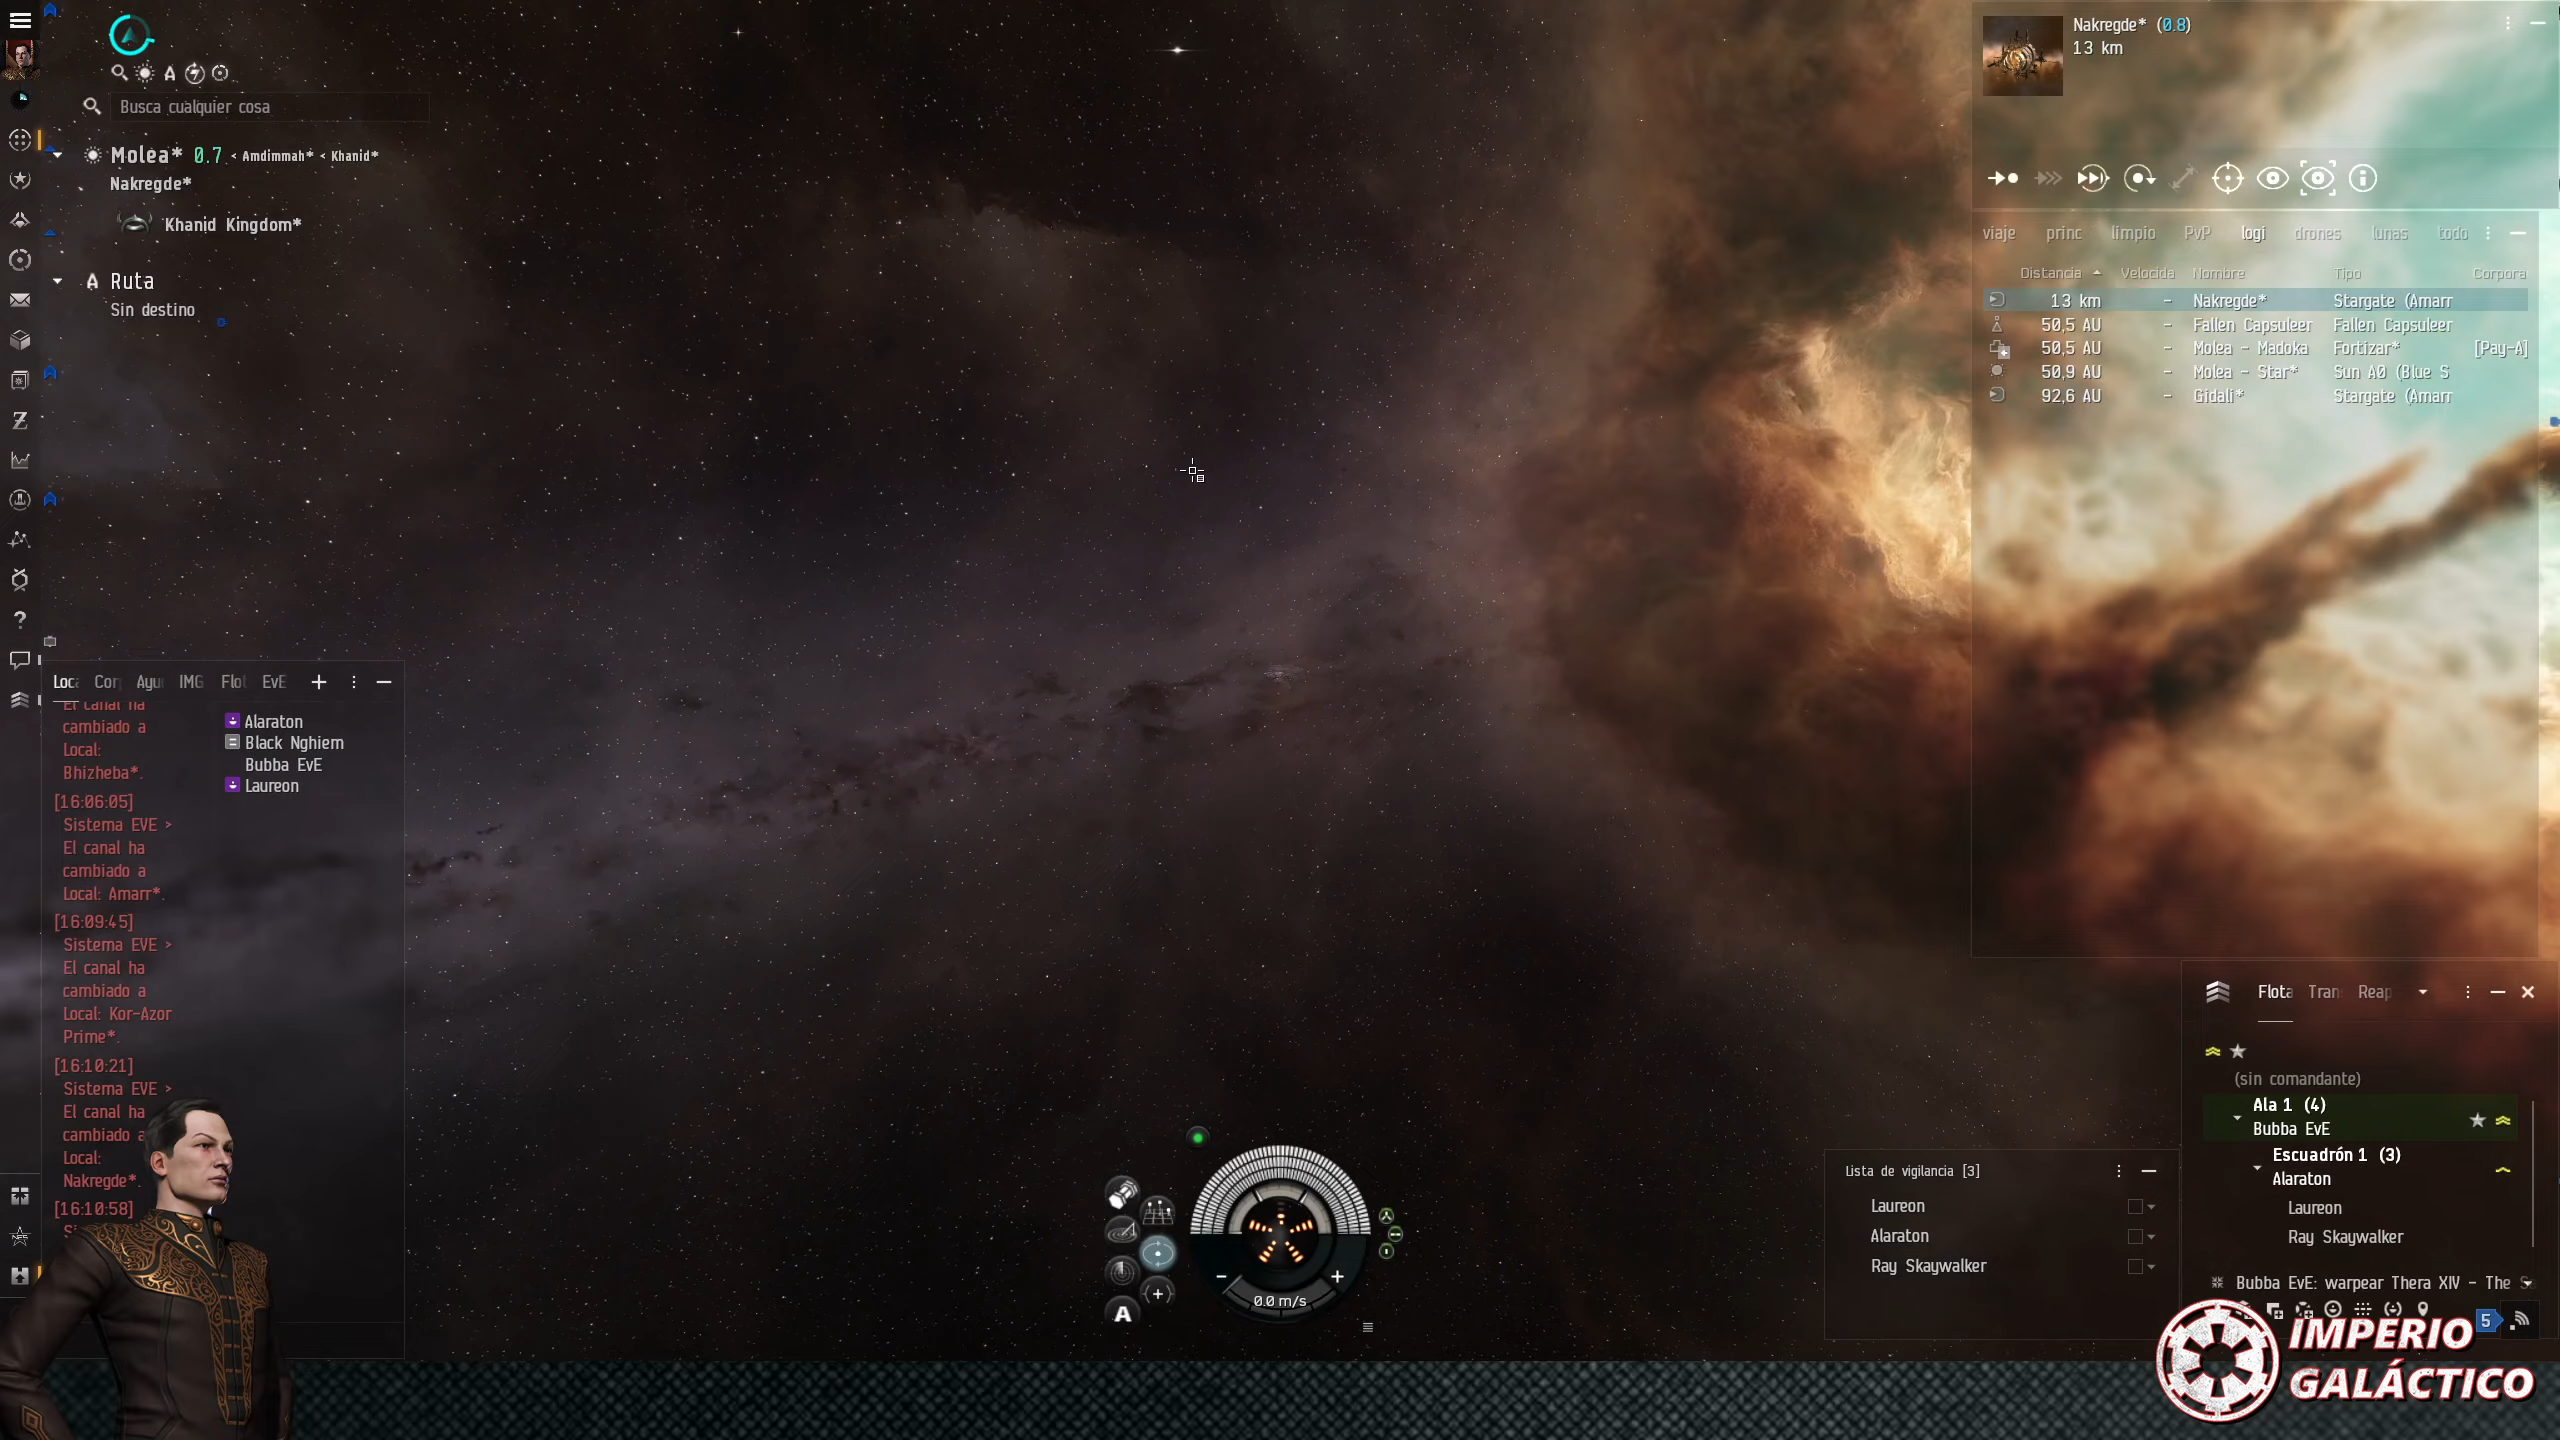 Busca cualquier cosa
Molea* 0.7 < Amdimmah* < Khanid*
Nakregde*
Khanid Kingdom*
Ruta
Sin destino
Nakregde* (0.8)
13 km
viaje princ limpio PvP logi drones lunas todo
Distancia Velocida Nombre Tipo Corpora
13 km - Nakregde* Stargate (Amarr
50,5 AU - Fallen Capsuleer Fallen Capsuleer
50,5 AU - Molea - Madoka Fortizar* [Pay-A]
50,9 AU - Molea - Star* Sun A0 (Blue S
92,6 AU - Gidali* Stargate (Amarr
Loca Cor Ayu IMG Flot EvE
El canal ha
cambiado a
Local:
Bhizheba*.
[16:06:05]
Sistema EVE >
El canal ha
cambiado a
Local: Amarr*.
[16:09:45]
Sistema EVE >
El canal ha
cambiado a
Local: Kor-Azor
Prime*.
[16:10:21]
Sistema EVE >
El canal ha
cambiado a
Local:
Nakregde*.
[16:10:58]
Alaraton
Black Nghiem
Bubba EvE
Laureon
A
0.0 m/s
Lista de vigilancia [3]
Laureon
Alaraton
Ray Skaywalker
Flota Tran Reap
(sin comandante)
Ala 1 (4)
Bubba EvE
Escuadrón 1 (3)
Alaraton
Laureon
Ray Skaywalker
Bubba EvE: warpear Thera XIV - The
5
IMPERIO
GALÁCTICO